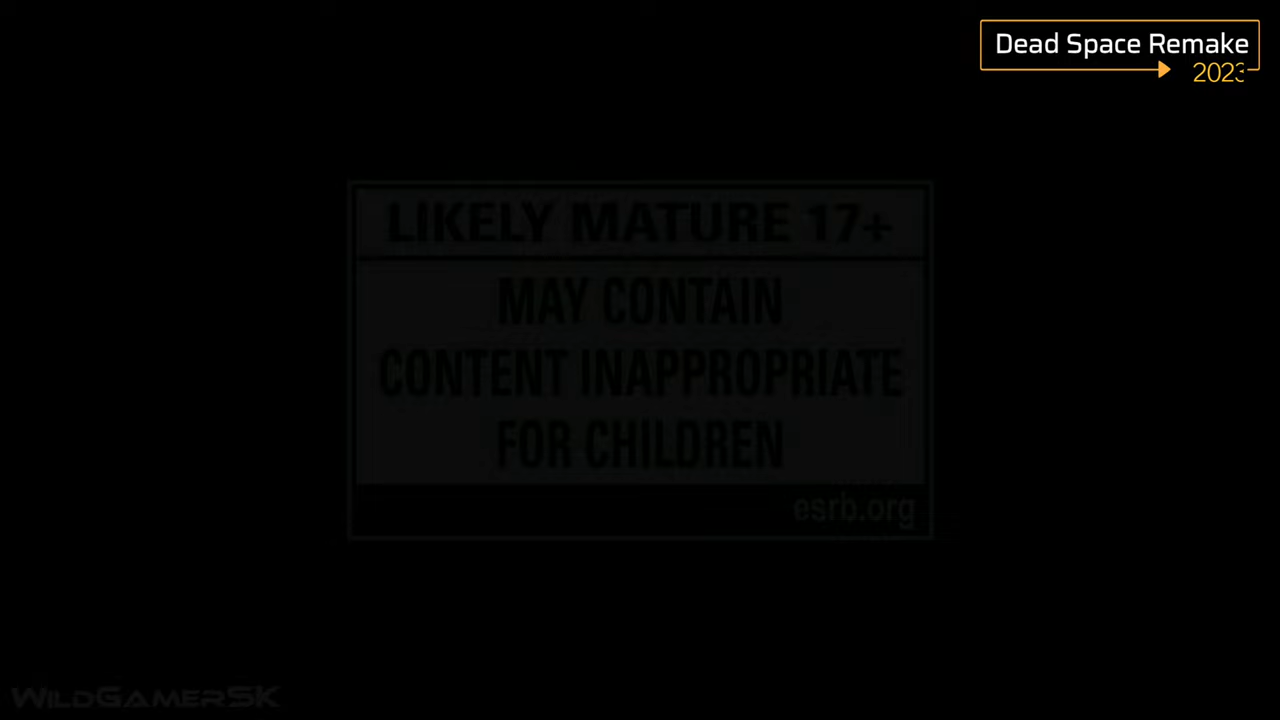 Dead Space Remake
2023
LIKELY MATURE 17+
MAY CONTAIN
CONTENT INAPPROPRIATE
FOR CHILDREN
esrb.org
WildGamerSK